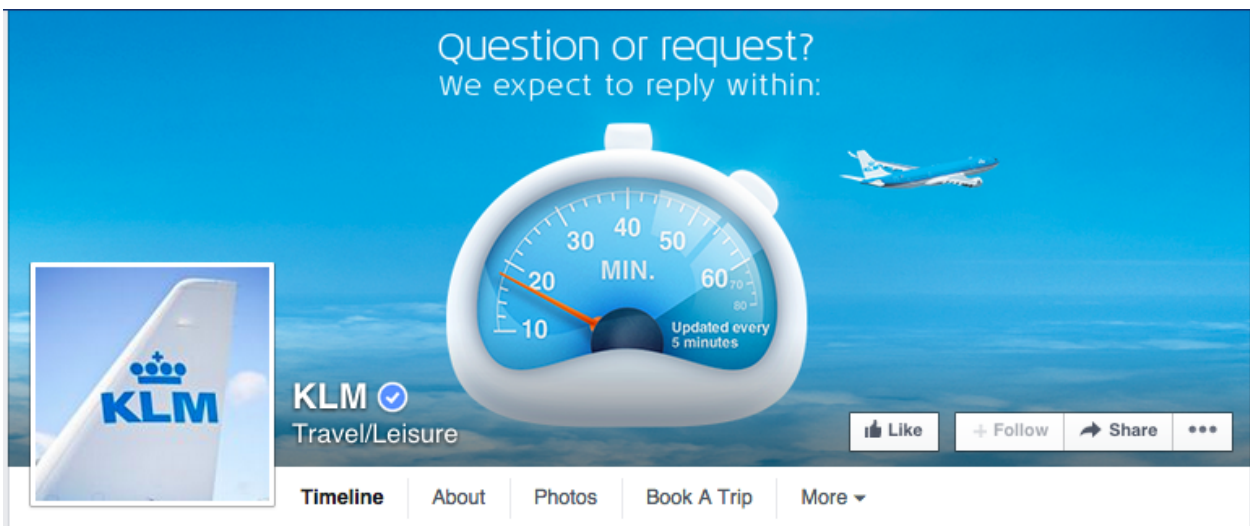 Question or request?
We expect to reply within:
10
20
30
40
50
60
70
80
MIN.
Updated every
5 minutes
KLM
KLM
KLM
Travel/Leisure
Like
+ Follow
Share
•••
Timeline
About
Photos
Book A Trip
More